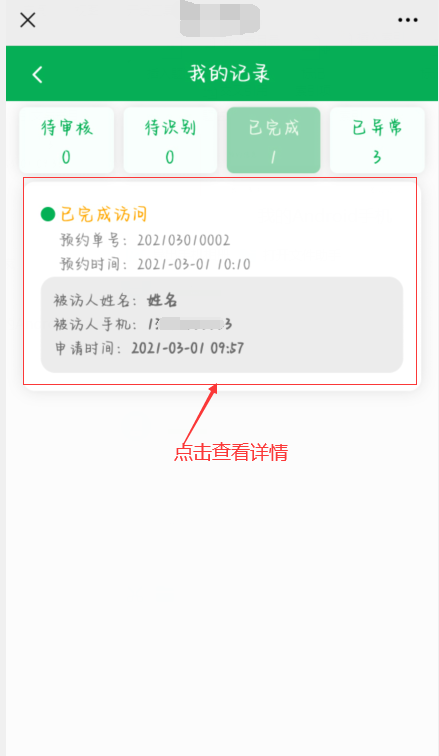 我的记录
待审核 待识别 已完成 已异常
0 0 1 3
已完成访问
预约单号：202103010002
预约时间：2021-03-01 10:10
被访人姓名：姓名
被访人手机：1 3
申请时间：2021-03-01 09:57
点击查看详情